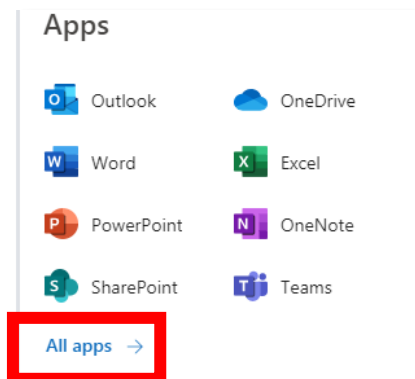 Apps
Outlook OneDrive
Word Excel
PowerPoint OneNote
SharePoint Teams
All apps →